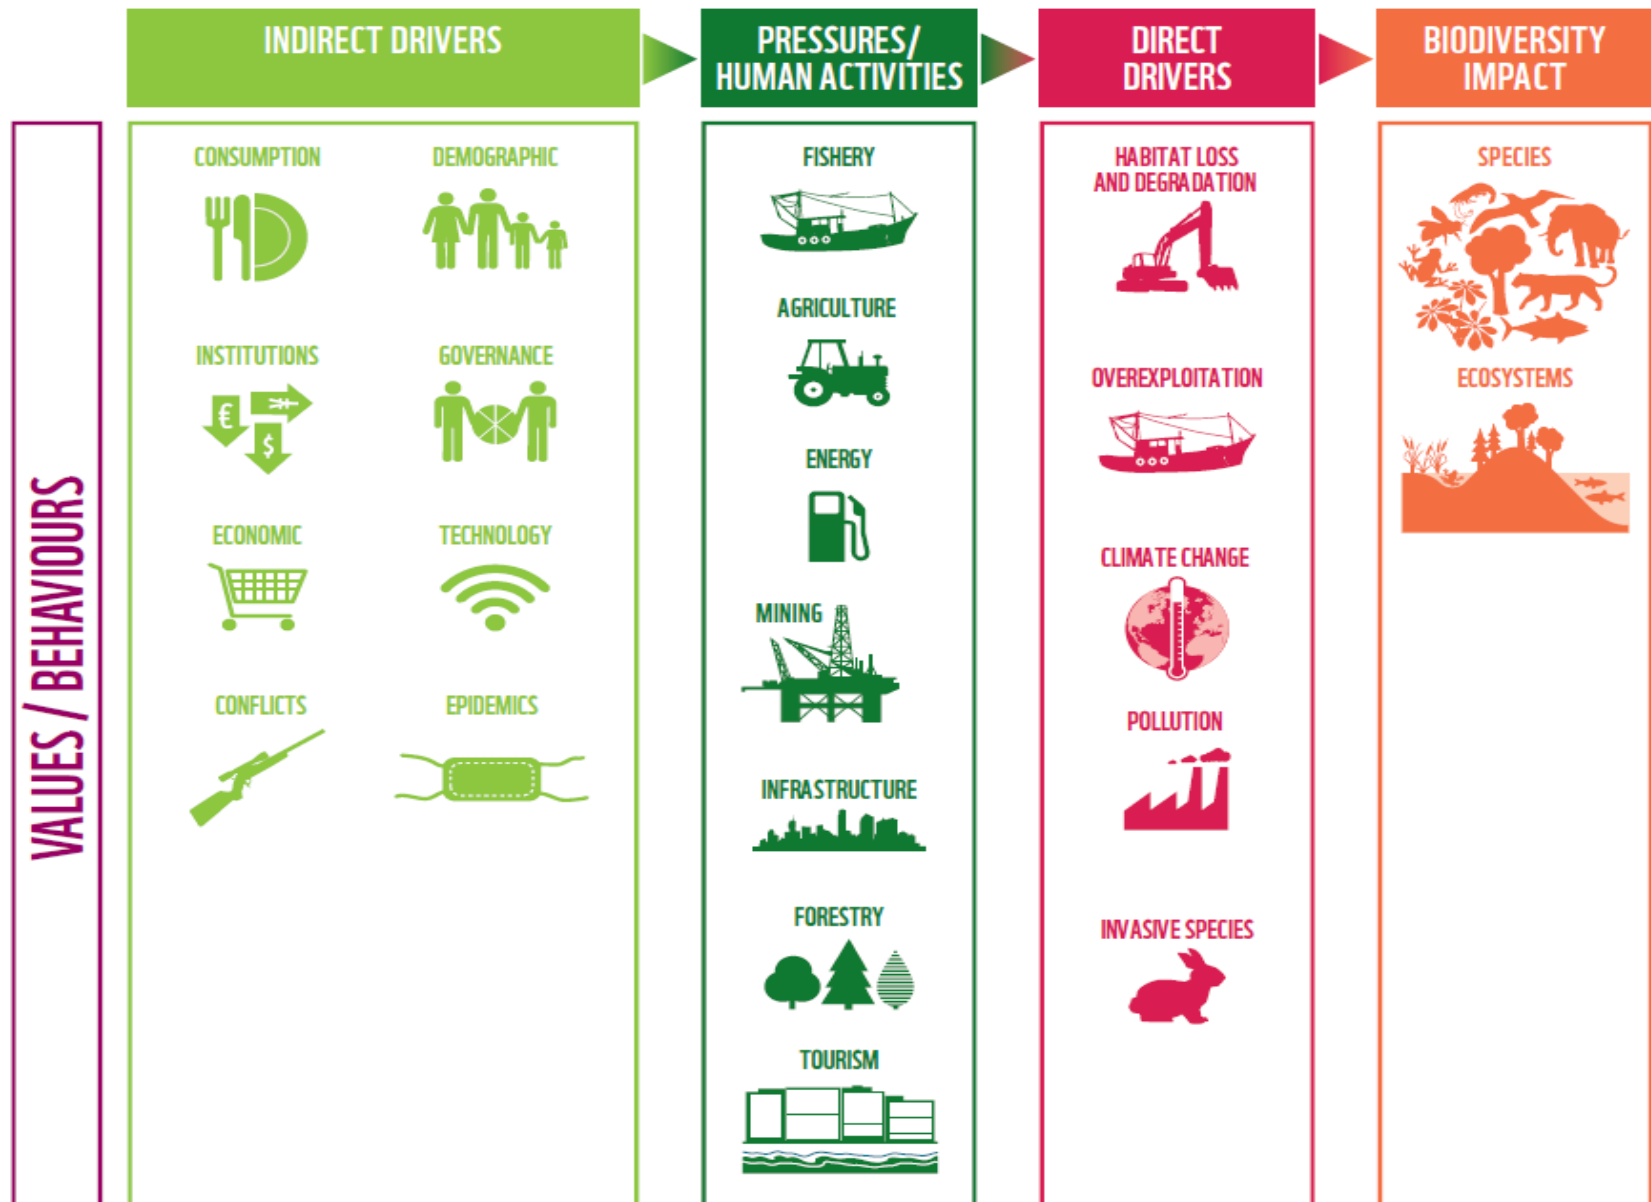 INDIRECT DRIVERS
PRESSURES/
HUMAN ACTIVITIES
DIRECT
DRIVERS
BIODIVERSITY
IMPACT
VALUES / BEHAVIOURS
CONSUMPTION
DEMOGRAPHIC
INSTITUTIONS
GOVERNANCE
€
$
ECONOMIC
TECHNOLOGY
CONFLICTS
EPIDEMICS
FISHERY
AGRICULTURE
ENERGY
MINING
INFRASTRUCTURE
FORESTRY
TOURISM
HABITAT LOSS
AND DEGRADATION
OVEREXPLOITATION
CLIMATE CHANGE
POLLUTION
INVASIVE SPECIES
SPECIES
ECOSYSTEMS